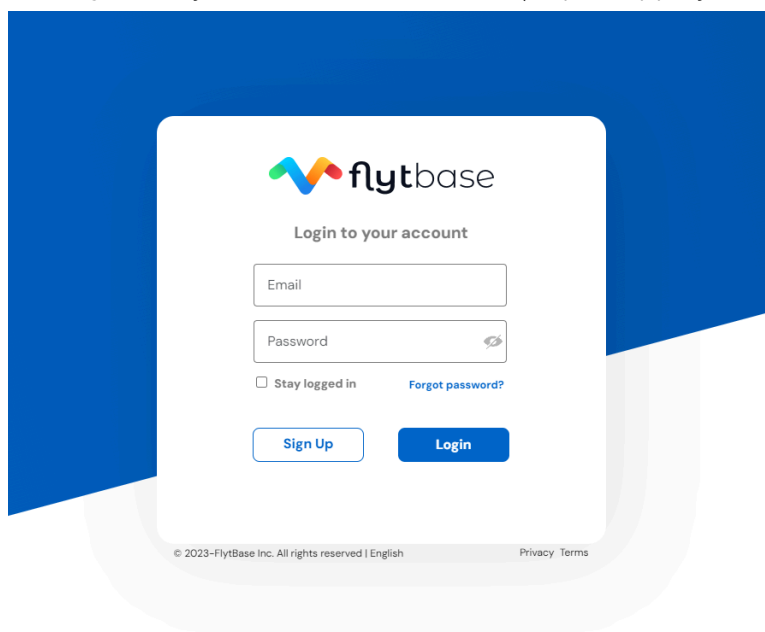 flytbase
Login to your account
Email
Password
Stay logged in Forgot password?
Sign Up Login
© 2023-FlytBase Inc. All rights reserved | English Privacy Terms